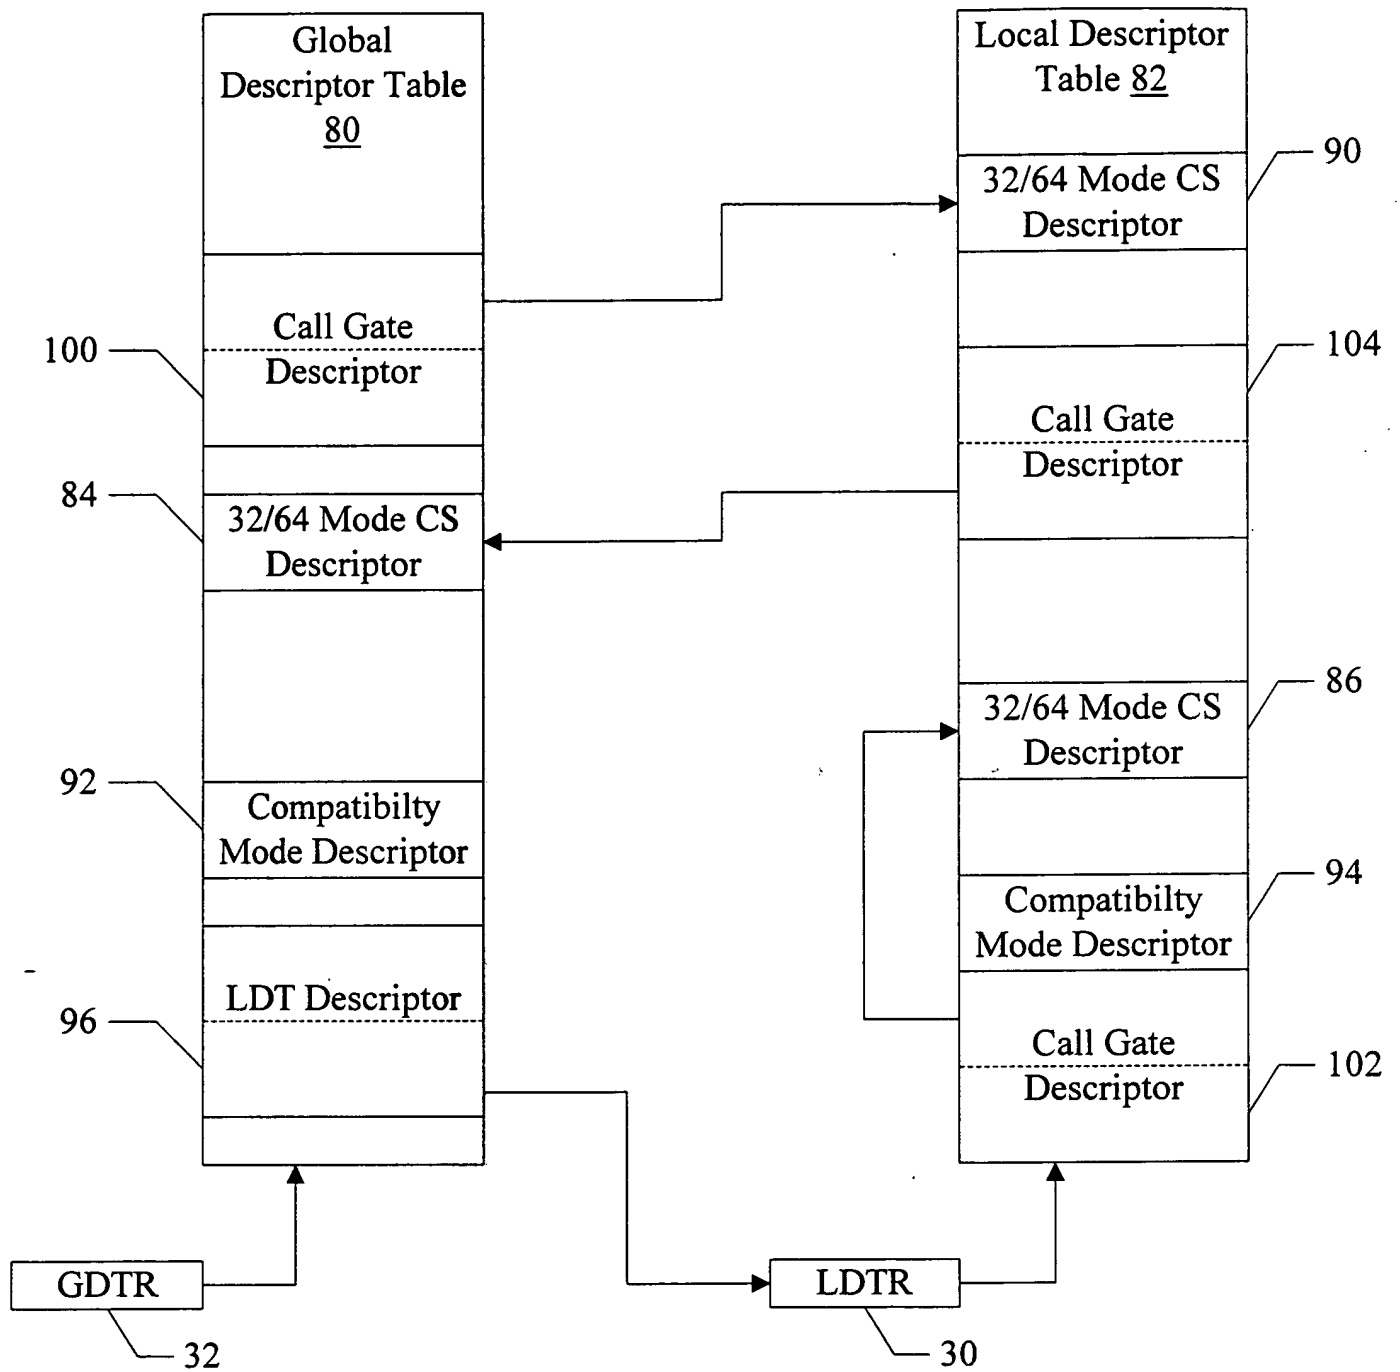 Global
Descriptor Table
80
Call Gate
Descriptor
100
84
32/64 Mode CS
Descriptor
92
Compatibilty
Mode Descriptor
LDT Descriptor
96
GDTR
32
Local Descriptor
Table 82
32/64 Mode CS
Descriptor
90
104
Call Gate
Descriptor
32/64 Mode CS
Descriptor
86
Compatibilty
Mode Descriptor
94
Call Gate
Descriptor
102
LDTR
30